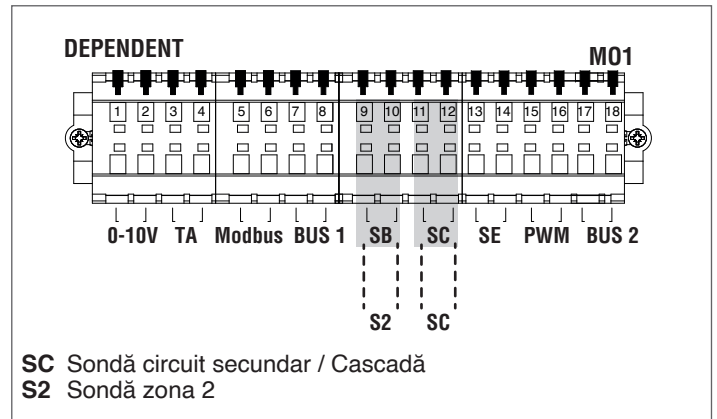 DEPENDENT
M01
1 2 3 4 5 6 7 8 9 10 11 12 13 14 15 16 17 18
0-10V TA Modbus BUS 1 SB SC SE PWM BUS 2
S2 SC
SC Sondă circuit secundar / Cascadă
S2 Sondă zona 2